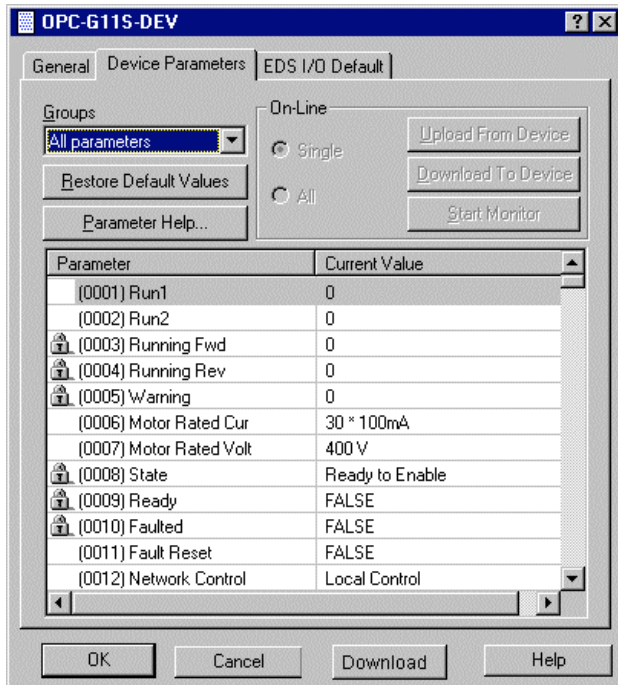 OPC-G11S-DEV
General Device Parameters EDS I/O Default
Groups
All parameters
Restore Default Values
Parameter Help...
On-Line
Single
All
Upload From Device
Download To Device
Start Monitor
Parameter Current Value
(0001) Run1 0
(0002) Run2 0
(0003) Running Fwd 0
(0004) Running Rev 0
(0005) Warning 0
(0006) Motor Rated Cur 30 * 100mA
(0007) Motor Rated Volt 400 V
(0008) State Ready to Enable
(0009) Ready FALSE
(0010) Faulted FALSE
(0011) Fault Reset FALSE
(0012) Network Control Local Control
OK Cancel Download Help